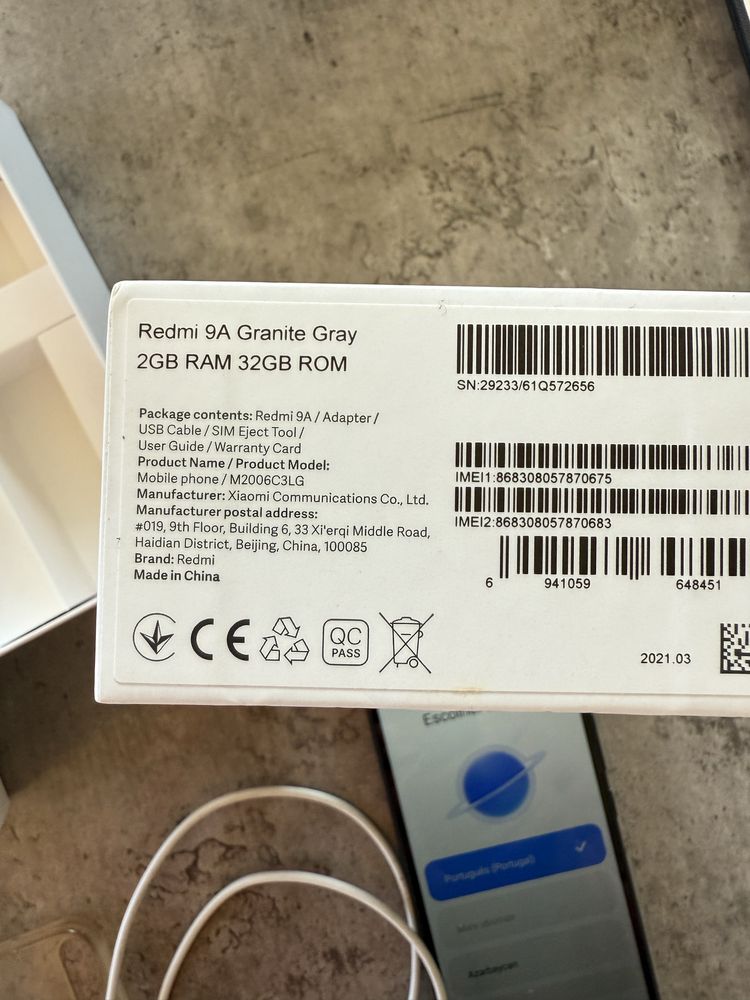 Redmi 9A Granite Gray
2GB RAM 32GB ROM
Package contents: Redmi 9A / Adapter /
USB Cable / SIM Eject Tool /
User Guide / Warranty Card
Product Name / Product Model:
Mobile phone / M2006C3LG
Manufacturer: Xiaomi Communications Co., Ltd.
Manufacturer postal address:
#019, 9th Floor, Building 6, 33 Xi'erqi Middle Road,
Haidian District, Beijing, China, 100085
Brand: Redmi
Made in China
SN:29233/61Q572656
IMEI1:868308057870675
IMEI2:868308057870683
6 941059 648451
CE
QC
PASS
2021.03
Português (Portugal)
Azərbaycan